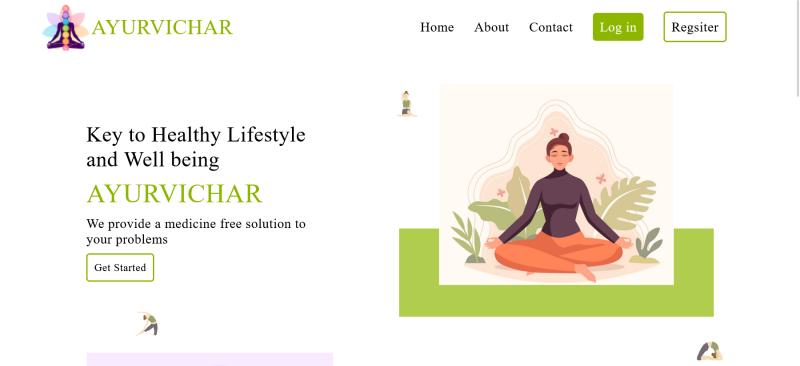 AYURVICHAR
Home
About
Contact
Log in
Regsiter
Key to Healthy Lifestyle
and Well being
AYURVICHAR
We provide a medicine free solution to
your problems
Get Started